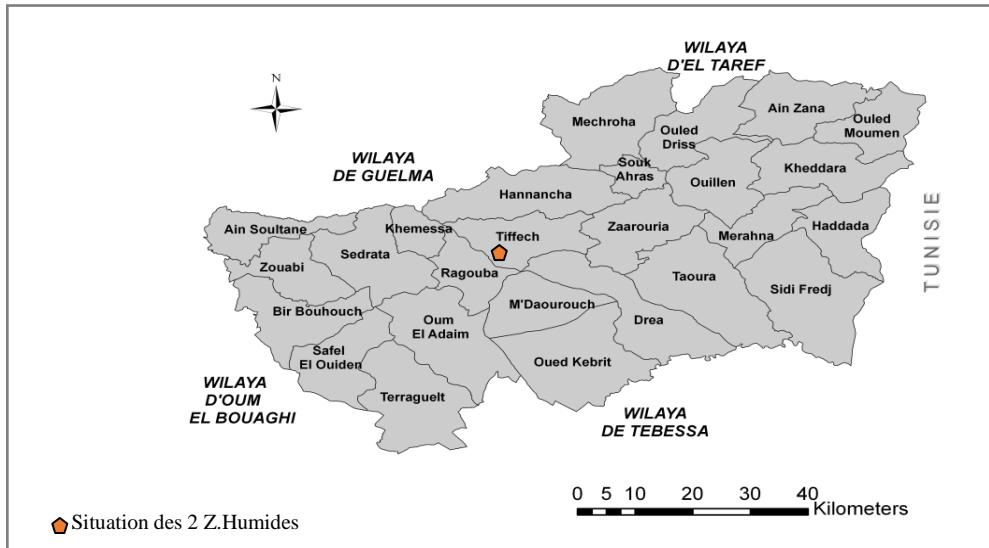 WILAYA
D'EL TAREF
N
Ain Zana
Mechroha
Ouled
Moumen
Ouled
Driss
WILAYA
DE GUELMA
Souk
Ahras
Kheddara
Ouillen
Hannancha
TUNISIE
Ain Soultane
Khemessa
Tiffech
Zaarouria
Merahna
Haddada
Sedrata
Zouabi
Ragouba
Taoura
Sidi Fredj
M'Daourouch
Bir Bouhouch
Oum
El Adaim
Drea
Safel
El Ouiden
Oued Kebrit
WILAYA
D'OUM
EL BOUAGHI
Terraguelt
WILAYA
DE TEBESSA
0 5 10 20 30 40
Kilometers
Situation des 2 Z.Humides